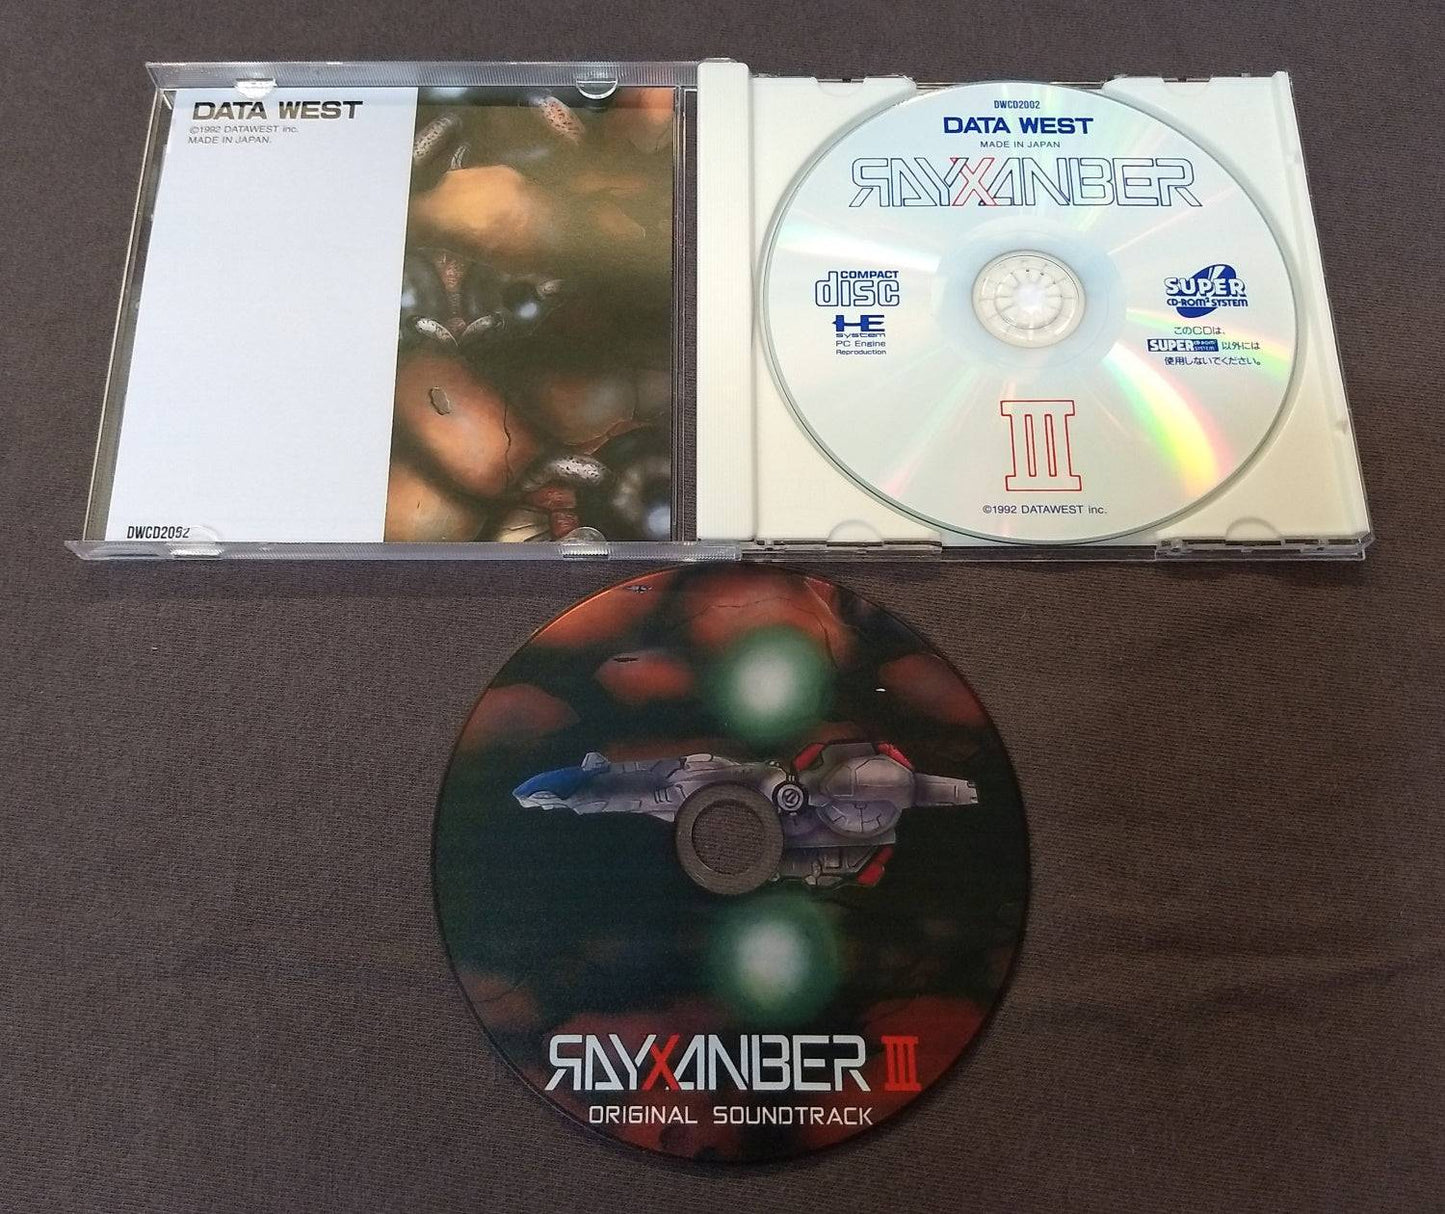 DATA WEST
©1992 DATAWEST inc.
MADE IN JAPAN.
DWCD2002
DWCD2002
DATA WEST
MADE IN JAPAN
RAYXANBER
COMPACT
disc
HE
system
PC Engine
Reproduction
SUPER
CD-ROM² SYSTEM
このCDは、
SUPER CD-ROM² SYSTEM 以外には
使用しないでください。
III
©1992 DATAWEST inc.
RAYXANBER III
ORIGINAL SOUNDTRACK